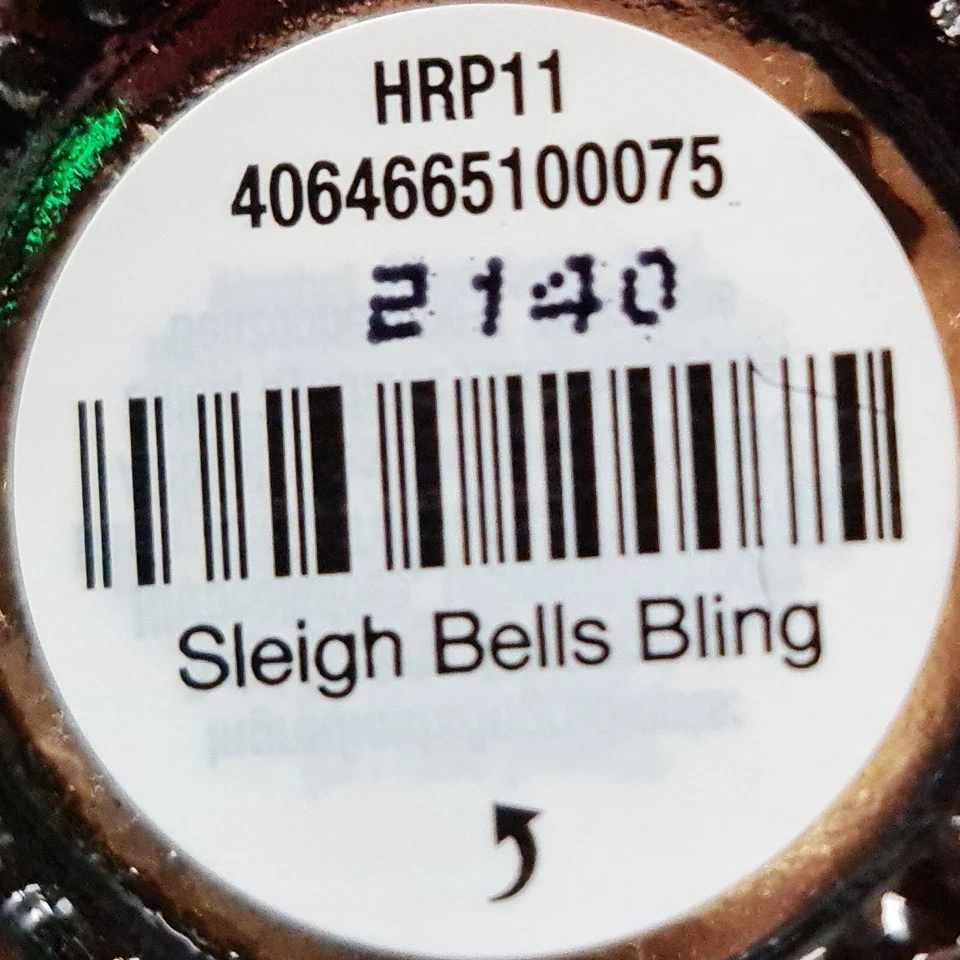 HRP11
4064665100075
2140
Sleigh Bells Bling